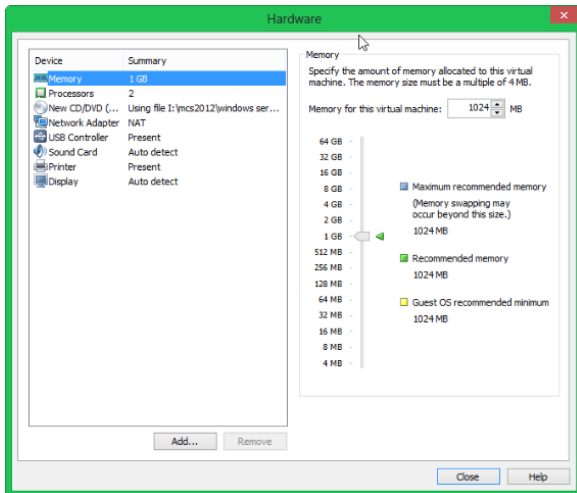 Hardware
Device Summary
Memory 1 GB
Processors 2
New CD/DVD (... Using file I:\mcs2012\windows ser...
Network Adapter NAT
USB Controller Present
Sound Card Auto detect
Printer Present
Display Auto detect
Add... Remove
Memory
Specify the amount of memory allocated to this virtual
machine. The memory size must be a multiple of 4 MB.
Memory for this virtual machine: 1024 MB
64 GB
32 GB
16 GB
8 GB
4 GB
2 GB
1 GB
512 MB
256 MB
128 MB
64 MB
32 MB
16 MB
8 MB
4 MB
Maximum recommended memory
(Memory swapping may
occur beyond this size.)
1024 MB
Recommended memory
1024 MB
Guest OS recommended minimum
1024 MB
Close Help